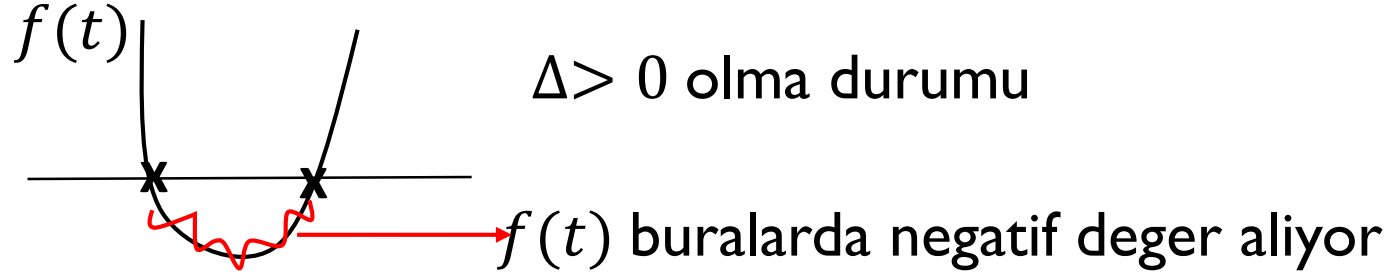 f(t)
Δ> 0 olma durumu
x x
f(t) buralarda negatif deger aliyor